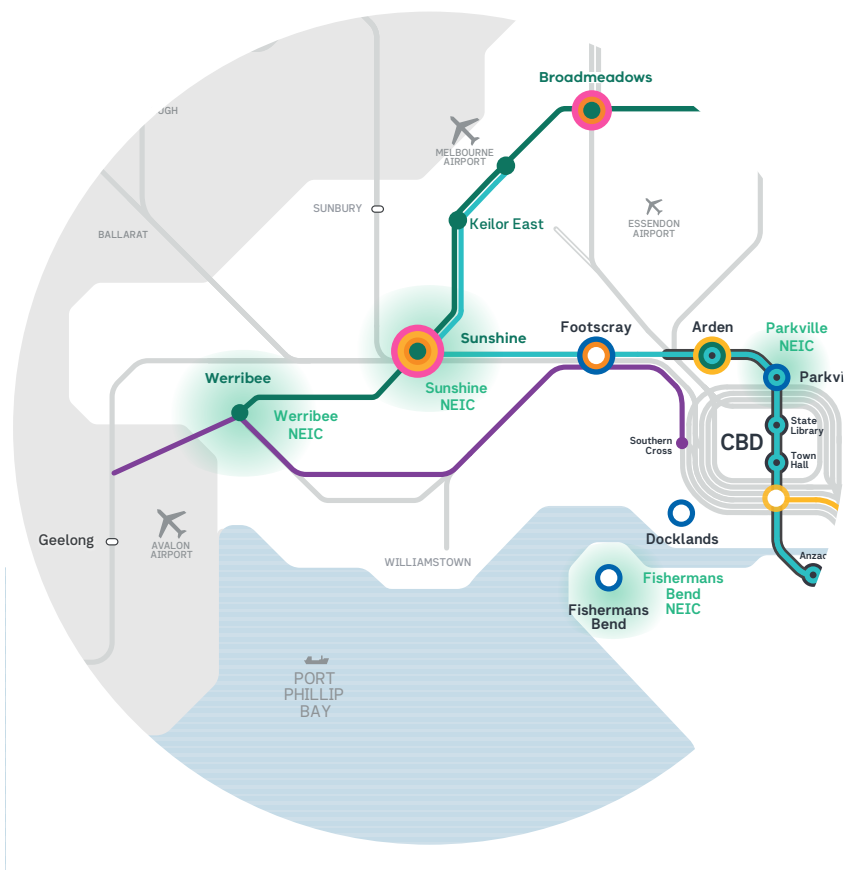 Broadmeadows
MELBOURNE
AIRPORT
SUNBURY
BALLARAT
Keilor East
ESSENDON
AIRPORT
Footscray
Arden
Parkville
NEIC
Sunshine
Sunshine
NEIC
Werribee
Werribee
NEIC
State
Library
Southern
Cross
CBD
Town
Hall
Geelong
AVALON
AIRPORT
WILLIAMSTOWN
Docklands
Fishermans
Bend
NEIC
Fishermans
Bend
PORT
PHILLIP
BAY